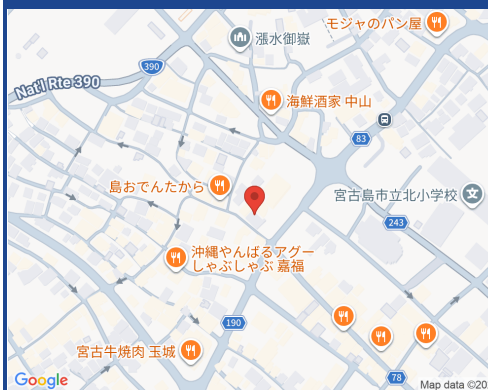 モジャのパン屋
漲水御嶽
390
Nat'l Rte 390
海鮮酒家 中山
83
島おでんたから
宮古島市立北小学校
243
沖縄やんばるアグー
しゃぶしゃぶ 嘉福
190
宮古牛焼肉 玉城
78
Google
Map data ©20